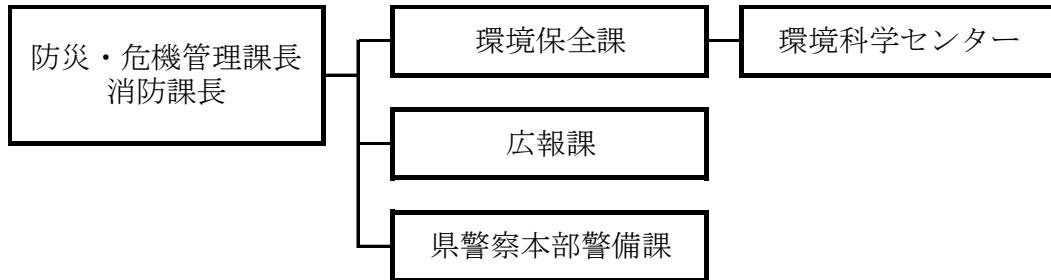 防災・危機管理課長
消防課長
環境保全課
環境科学センター
広報課
県警察本部警備課